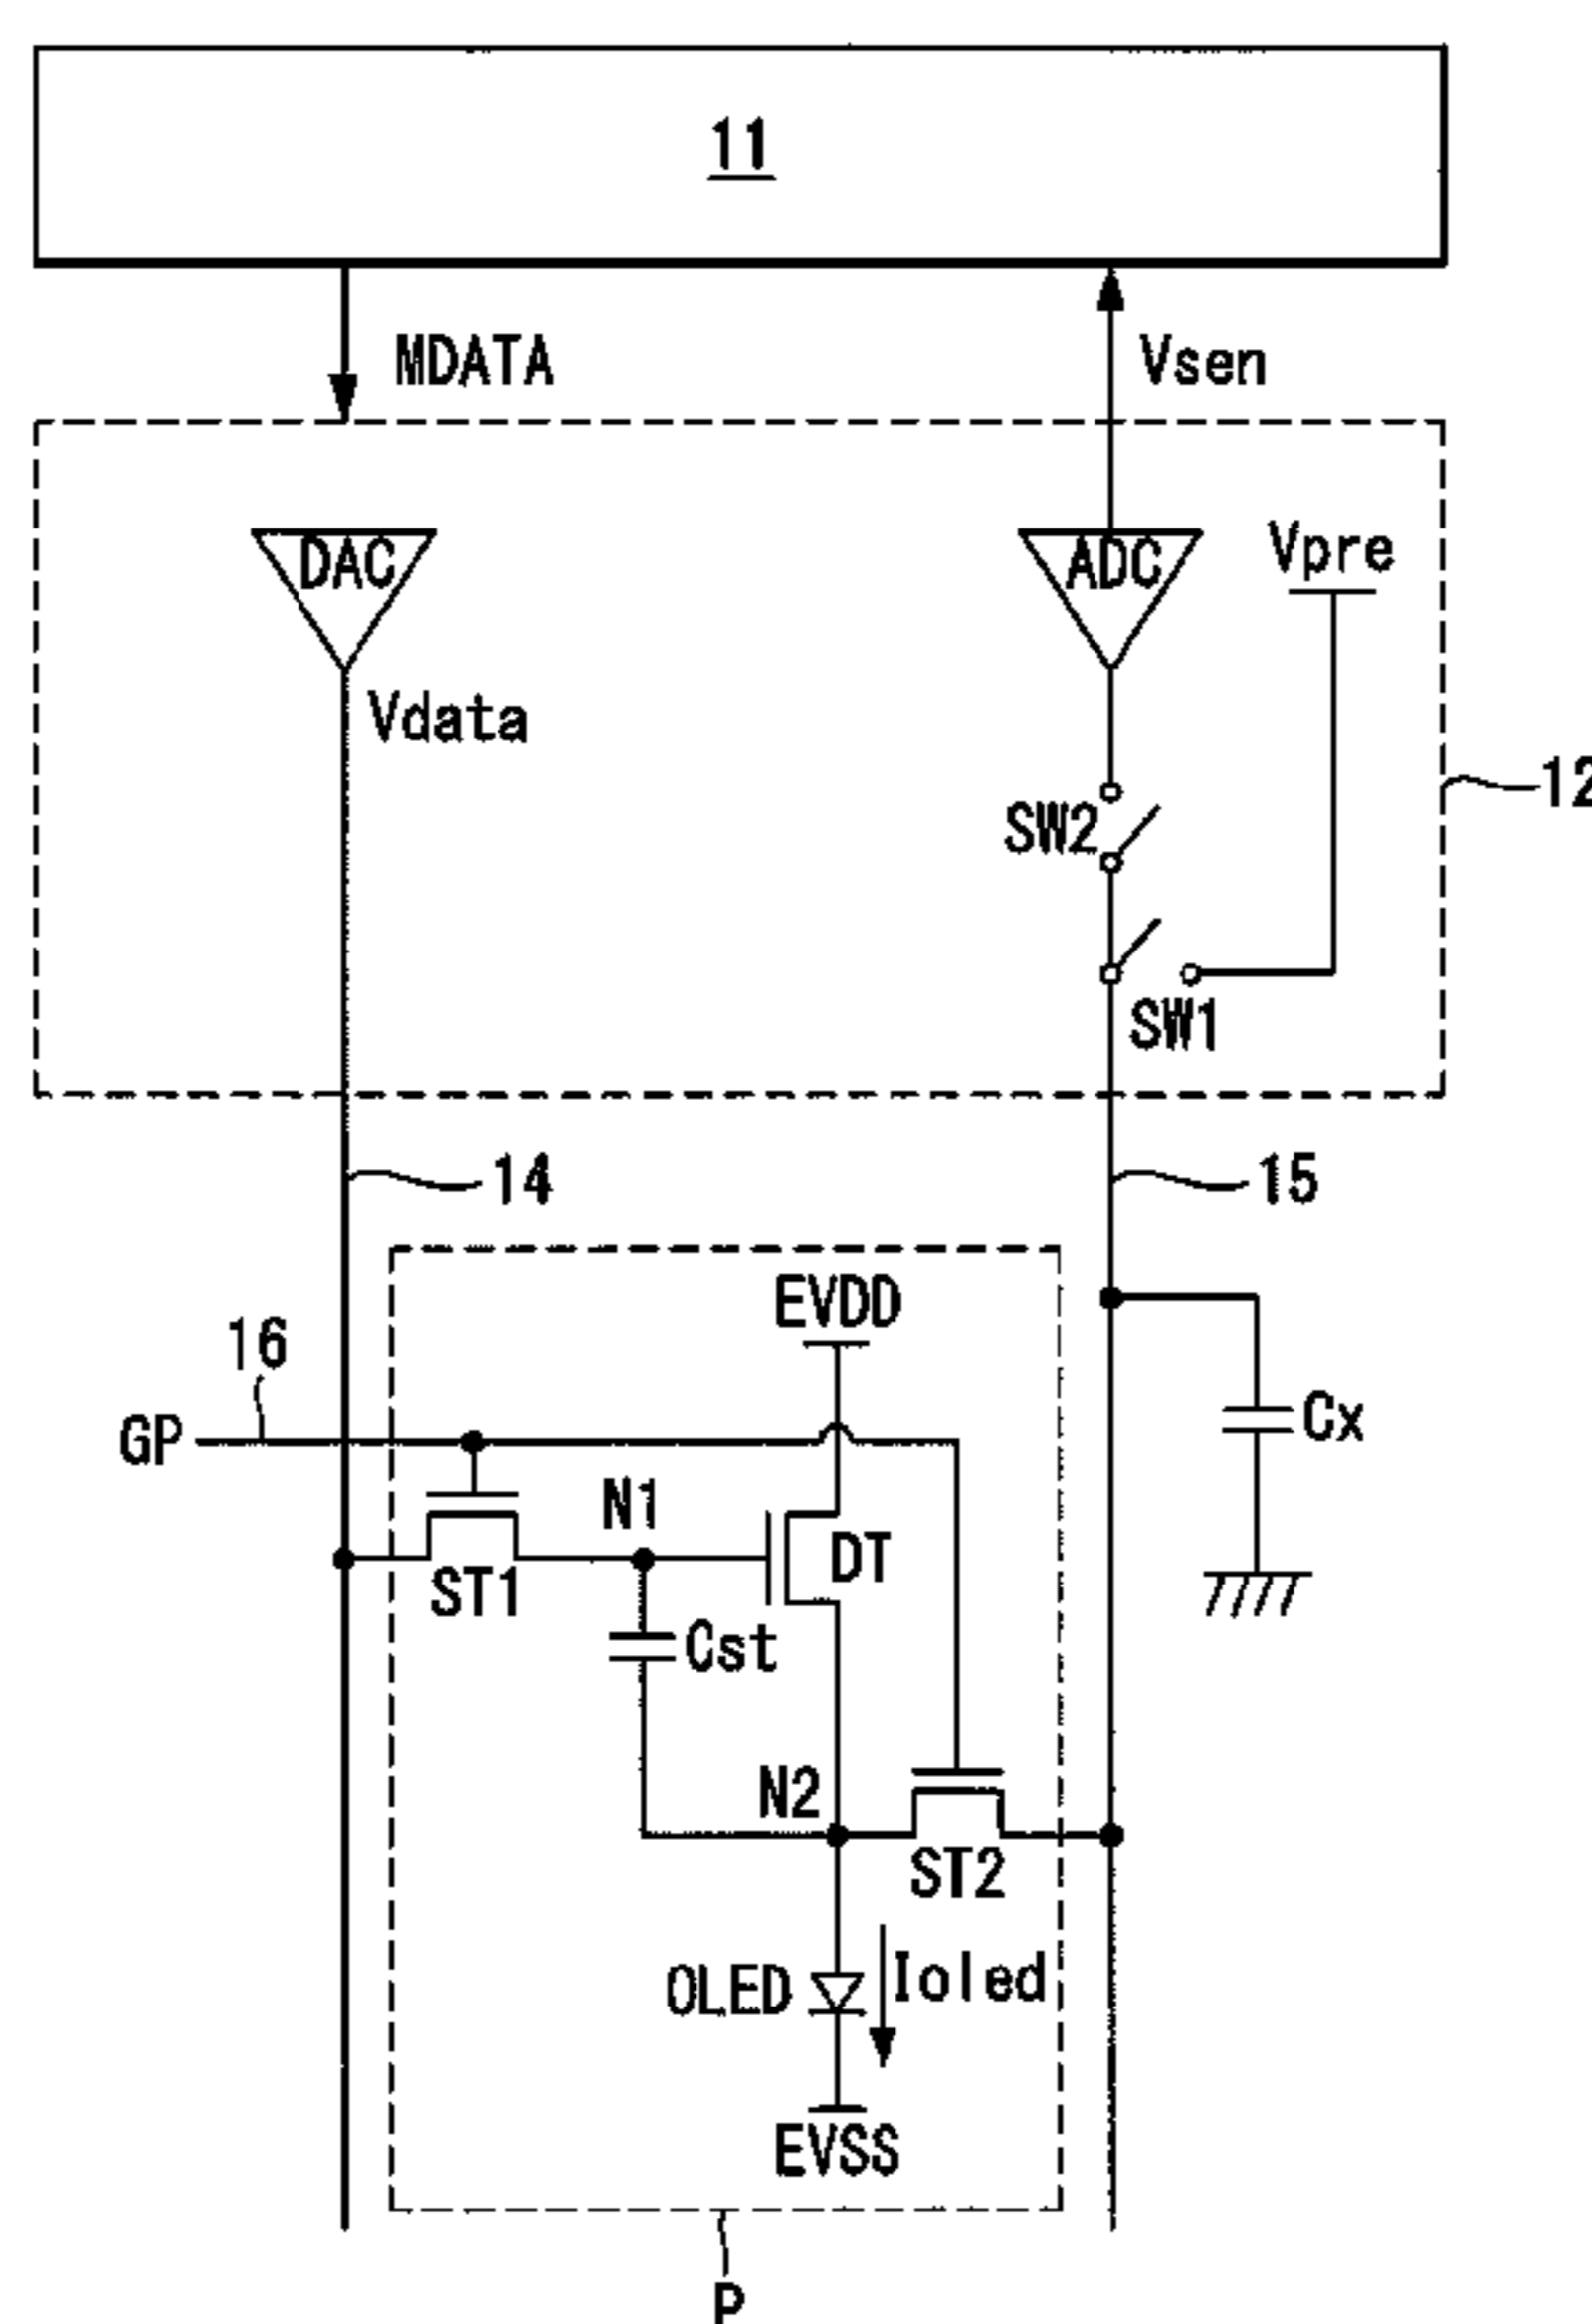 11
MDATA
Vsen
DAC
ADC
Vpre
Vdata
SW2
12
SW1
14
15
EVDD
16
GP
Cx
N1
DT
ST1
Cst
N2
ST2
OLED
Ioled
EVSS
P